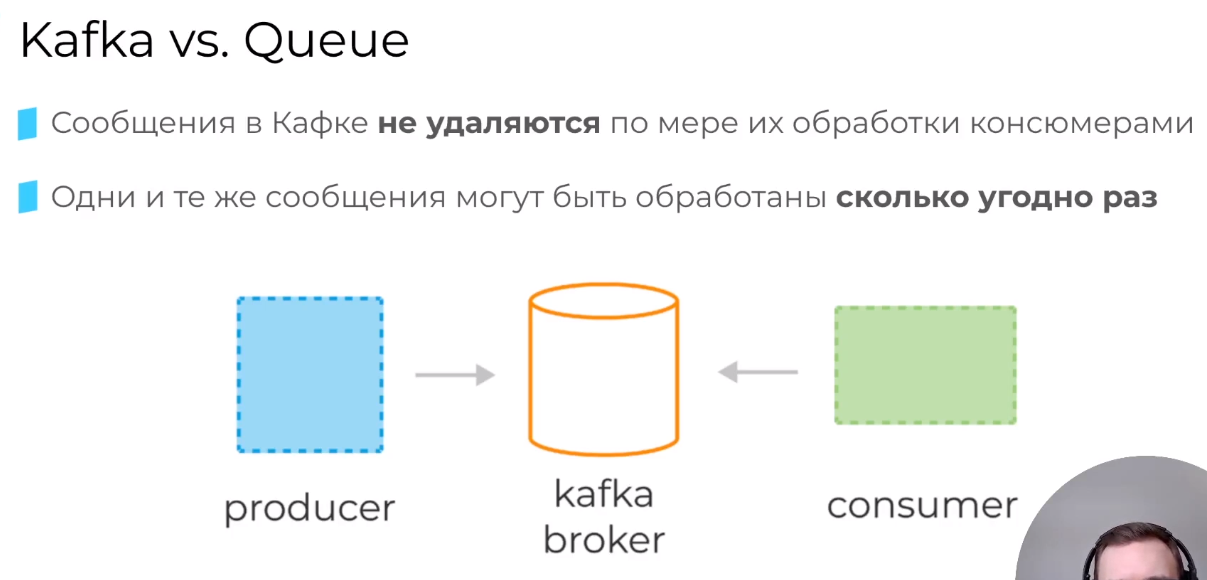 Kafka vs. Queue
Сообщения в Кафке не удаляются по мере их обработки консюмерами
Одни и те же сообщения могут быть обработаны сколько угодно раз
producer
kafka
broker
consumer